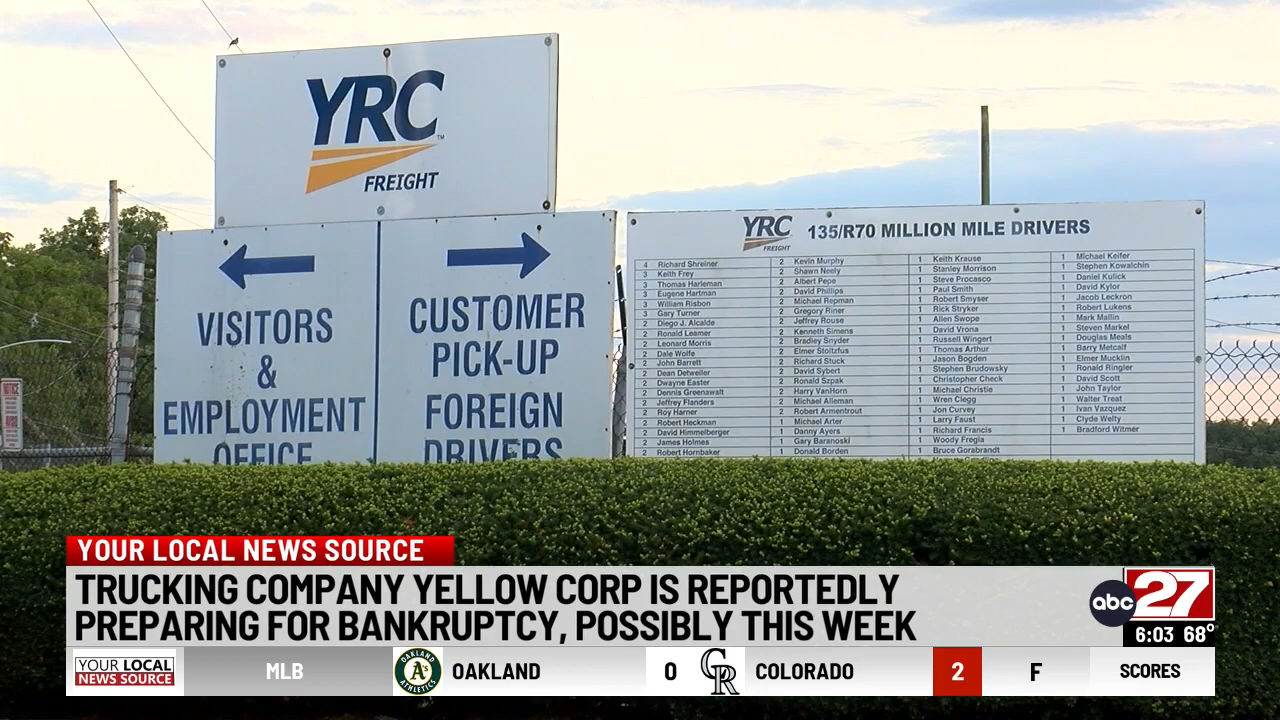 YRC
FREIGHT
VISITORS
&
EMPLOYMENT
OFFICE
CUSTOMER
PICK-UP
FOREIGN
DRIVERS
YRC
FREIGHT
135/R70 MILLION MILE DRIVERS
4 Richard Shreiner
3 Keith Frey
3 Thomas Harleman
3 Eugene Hartman
3 William Risbon
3 Gary Turner
2 Diego J. Alcalde
2 Ronald Leamer
2 Leonard Morris
2 Dale Wolfe
2 John Barrett
2 Dean Detweiler
2 Dwayne Easter
2 Dennis Greenawalt
2 Jeffrey Flanders
2 Roy Harner
2 Robert Heckman
2 David Himmelberger
2 James Holmes
2 Robert Hornbaker
2 Kevin Murphy
2 Shawn Neely
2 Albert Pepe
2 David Phillips
2 Michael Repman
2 Gregory Riner
2 Jeffrey Rouse
2 Kenneth Simens
2 Bradley Snyder
2 Elmer Stoltzfus
2 Richard Stuck
2 David Sybert
2 Ronald Szpak
2 Harry VanHorn
2 Michael Alleman
2 Robert Armentrout
1 Michael Arter
1 Danny Ayers
1 Gary Baranoski
1 Donald Borden
1 Keith Krause
1 Stanley Morrison
1 Steve Procasco
1 Paul Smith
1 Robert Smyser
1 Rick Stryker
1 Allen Swope
1 David Vrona
1 Russell Wingert
1 Thomas Arthur
1 Jason Bogden
1 Stephen Brudowsky
1 Christopher Check
1 Michael Christie
1 Wren Clegg
1 Jon Curvey
1 Larry Faust
1 Richard Francis
1 Woody Fregia
1 Bruce Gorabrandt
1 Michael Keifer
1 Stephen Kowalchin
1 Daniel Kulick
1 David Kylor
1 Jacob Leckron
1 Robert Lukens
1 Mark Mallin
1 Steven Markel
1 Douglas Meals
1 Barry Metcalf
1 Elmer Mucklin
1 Ronald Ringler
1 David Scott
1 John Taylor
1 Walter Treat
1 Ivan Vazquez
1 Clyde Welty
1 Bradford Witmer
NOTICE
YOUR LOCAL NEWS SOURCE
TRUCKING COMPANY YELLOW CORP IS REPORTEDLY
PREPARING FOR BANKRUPTCY, POSSIBLY THIS WEEK
abc 27
6:03 68°
YOUR LOCAL
NEWS SOURCE
MLB
OAKLAND ATHLETICS
A's
OAKLAND 0
CR
COLORADO 2
F
SCORES